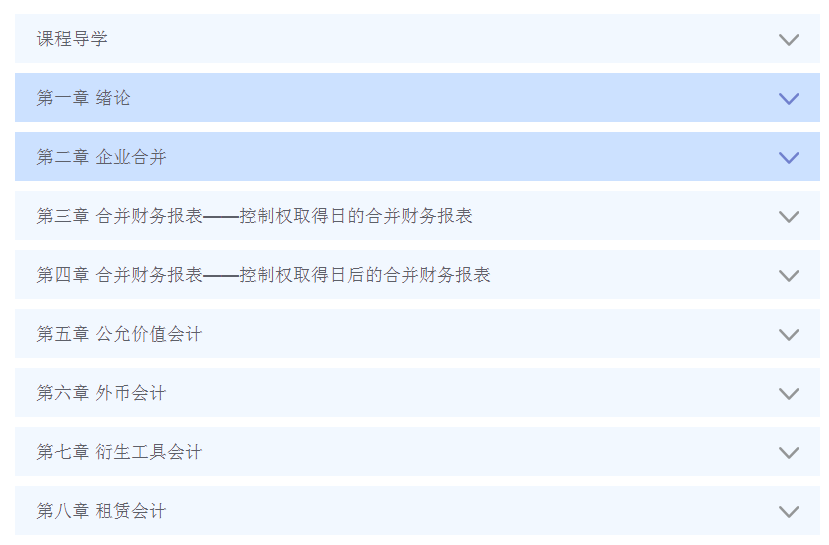 课程导学
第一章 绪论
第二章 企业合并
第三章 合并财务报表——控制权取得日的合并财务报表
第四章 合并财务报表——控制权取得日后的合并财务报表
第五章 公允价值会计
第六章 外币会计
第七章 衍生工具会计
第八章 租赁会计